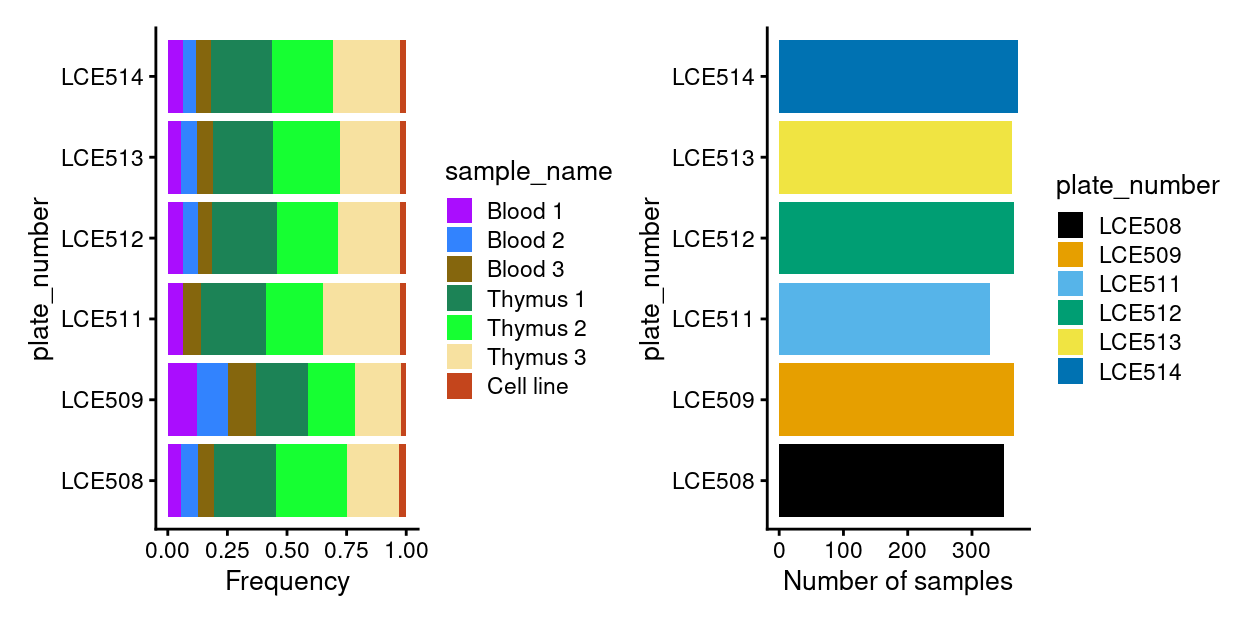 plate_number
LCE514
LCE513
LCE512
LCE511
LCE509
LCE508
0.00 0.25 0.50 0.75 1.00
Frequency
sample_name
Blood 1
Blood 2
Blood 3
Thymus 1
Thymus 2
Thymus 3
Cell line
plate_number
LCE514
LCE513
LCE512
LCE511
LCE509
LCE508
0 100 200 300
Number of samples
plate_number
LCE508
LCE509
LCE511
LCE512
LCE513
LCE514